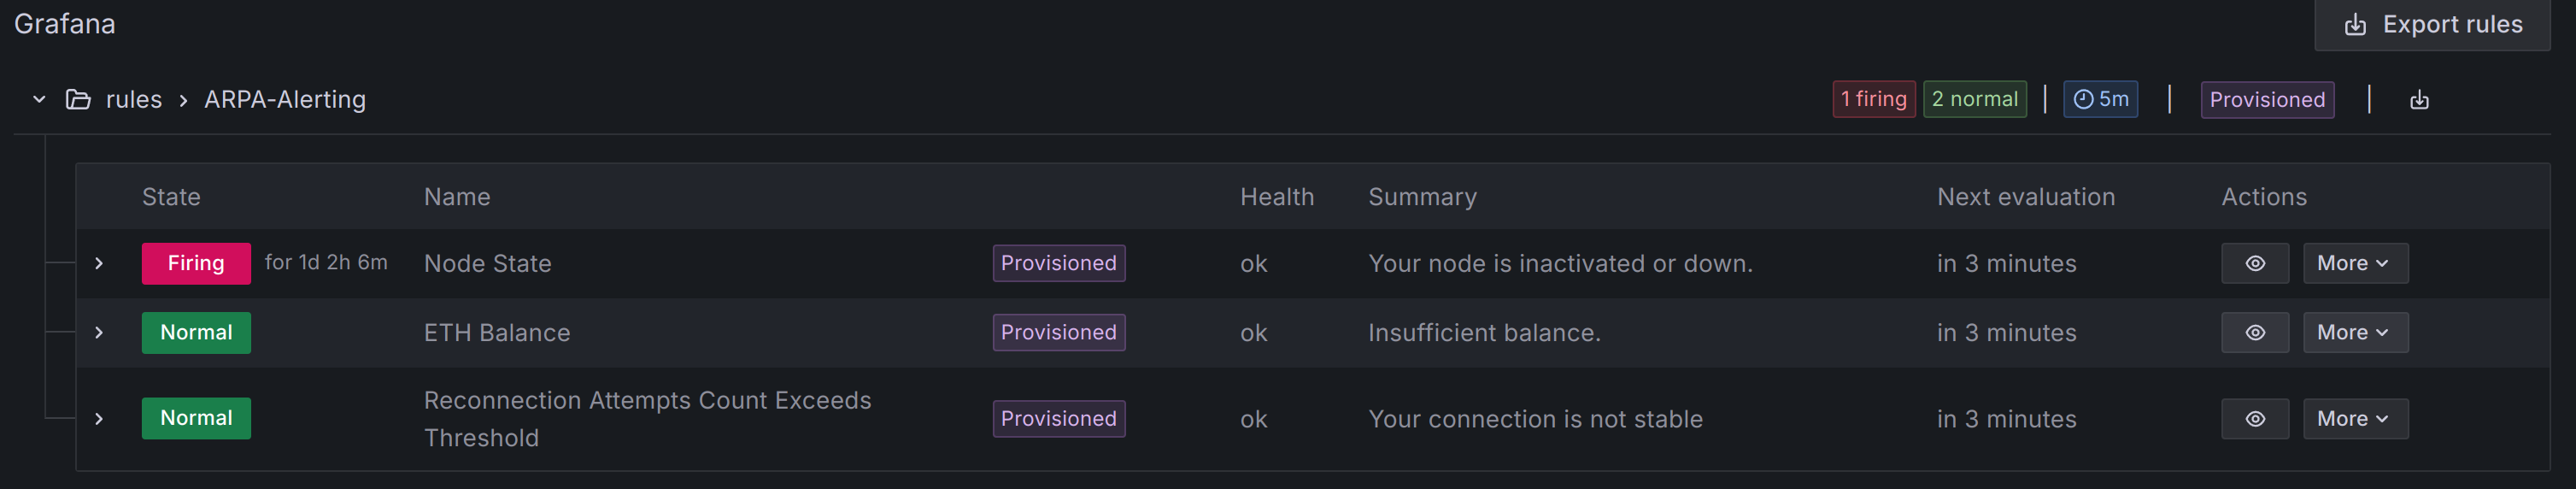 Grafana
Export rules
rules > ARPA-Alerting
1 firing 2 normal | 5m | Provisioned |
State Name Health Summary Next evaluation Actions
Firing for 1d 2h 6m Node State Provisioned ok Your node is inactivated or down. in 3 minutes More
Normal ETH Balance Provisioned ok Insufficient balance. in 3 minutes More
Normal Reconnection Attempts Count Exceeds Provisioned ok Your connection is not stable in 3 minutes More
Threshold